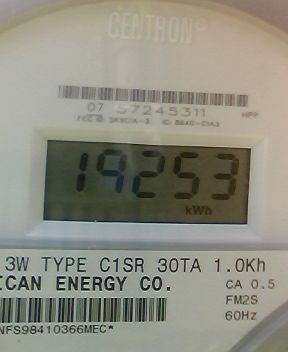 CENTRON®
07 57245311 HPP
19253
kWh
3W TYPE C1SR 30TA 1.0Kh
ICAN ENERGY CO. CA 0.5
FM2S
NFS98410366MEC* 60Hz